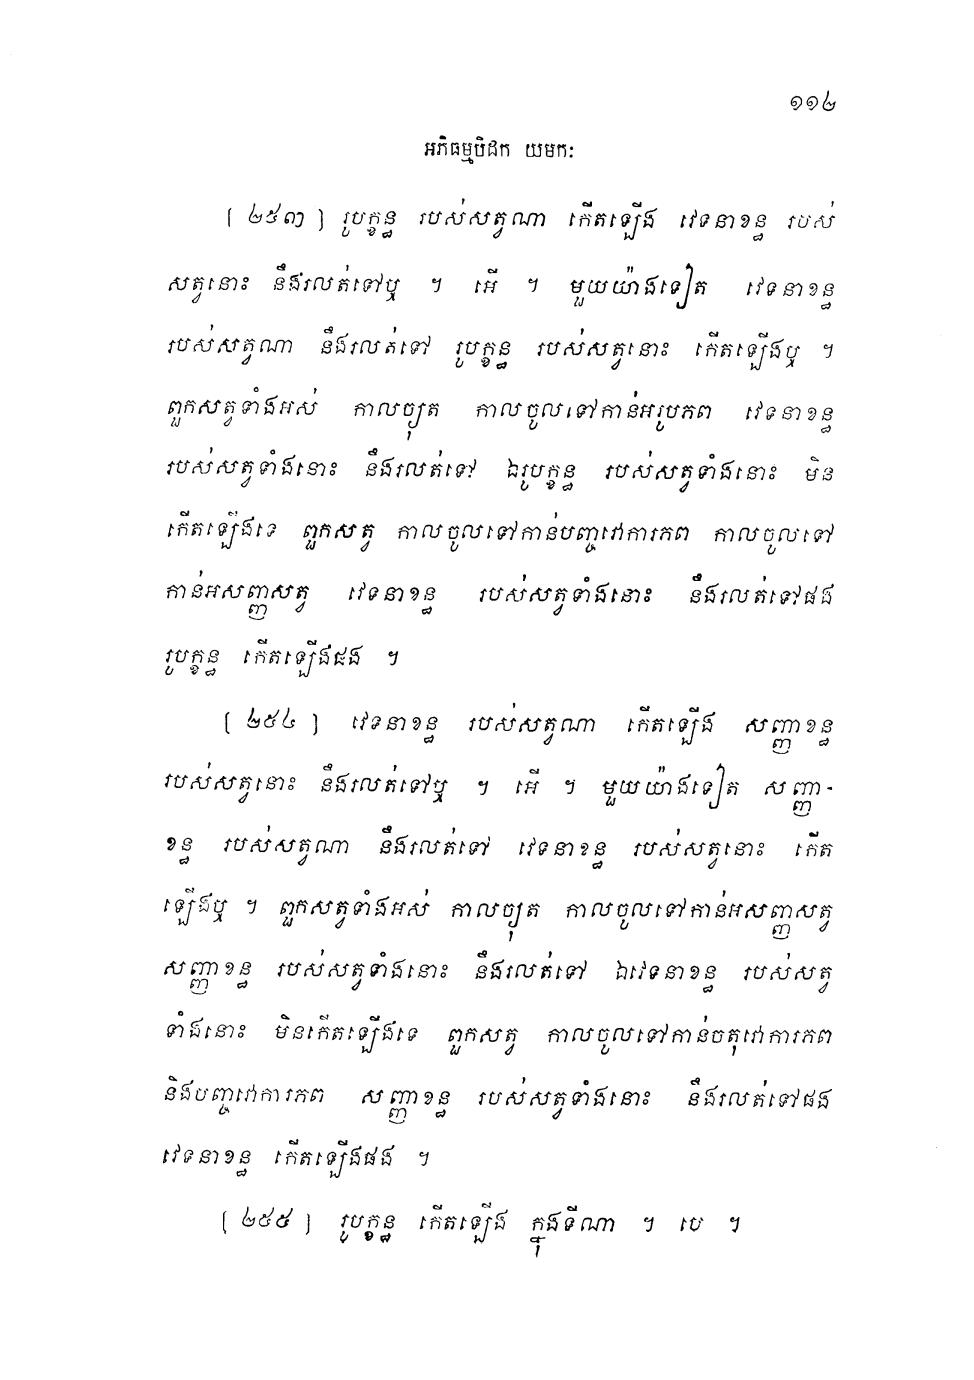 ១១៤
អភិធម្មបិដក យមកៈ
[ ២៥៣ ] រូបក្ខន្ធ របស់សត្វណា កើតឡើង វេទនាខន្ធ របស់
សត្វនោះ នឹងរលត់ទៅឬ ។ អើ ។ មួយយ៉ាងទៀត វេទនាខន្ធ
របស់សត្វណា នឹងរលត់ទៅ រូបក្ខន្ធ របស់សត្វនោះ កើតឡើងឬ ។
ពួកសត្វទាំងអស់ កាលច្យុត កាលចូលទៅកាន់អរូបភព វេទនាខន្ធ
របស់សត្វទាំងនោះ នឹងរលត់ទៅ ឯរូបក្ខន្ធ របស់សត្វទាំងនោះ មិន
កើតឡើងទេ ពួកសត្វ កាលចូលទៅកាន់បញ្ចវោការភព កាលចូលទៅ
កាន់អសញ្ញសត្វ វេទនាខន្ធ របស់សត្វទាំងនោះ នឹងរលត់ទៅផង
រូបក្ខន្ធ កើតឡើងផង ។
[ ២៥៤ ] វេទនាខន្ធ របស់សត្វណា កើតឡើង សញ្ញាខន្ធ
របស់សត្វនោះ នឹងរលត់ទៅឬ ។ អើ ។ មួយយ៉ាងទៀត សញ្ញា-
ខន្ធ របស់សត្វណា នឹងរលត់ទៅ វេទនាខន្ធ របស់សត្វនោះ កើត
ឡើងឬ ។ ពួកសត្វទាំងអស់ កាលច្យុត កាលចូលទៅកាន់អសញ្ញសត្វ
សញ្ញាខន្ធ របស់សត្វទាំងនោះ នឹងរលត់ទៅ ឯវេទនាខន្ធ របស់សត្វ
ទាំងនោះ មិនកើតឡើងទេ ពួកសត្វ កាលចូលទៅកាន់ចតុវោការភព
និងបញ្ចវោការភព សញ្ញាខន្ធ របស់សត្វទាំងនោះ នឹងរលត់ទៅផង
វេទនាខន្ធ កើតឡើងផង ។
[ ២៥៥ ] រូបក្ខន្ធ កើតឡើង ក្នុងទីណា ។ បេ ។